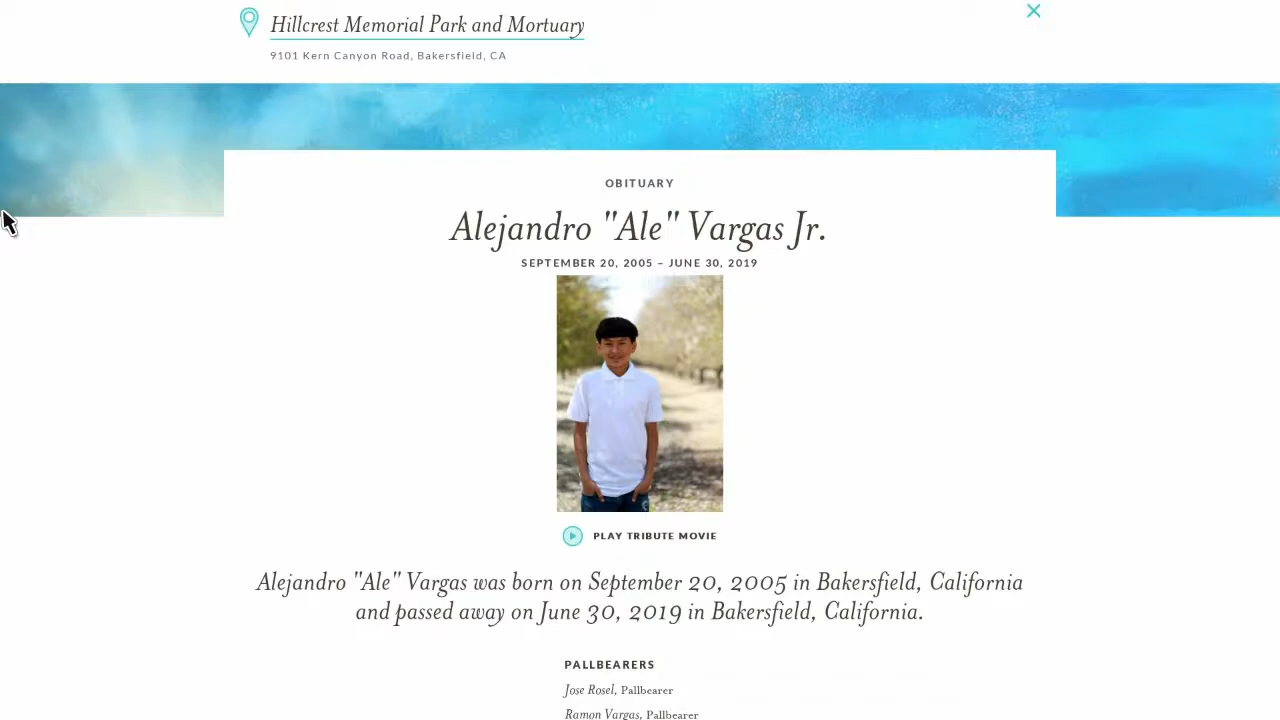 Hillcrest Memorial Park and Mortuary
9101 Kern Canyon Road, Bakersfield, CA
OBITUARY
Alejandro "Ale" Vargas Jr.
SEPTEMBER 20, 2005 – JUNE 30, 2019
PLAY TRIBUTE MOVIE
Alejandro "Ale" Vargas was born on September 20, 2005 in Bakersfield, California
and passed away on June 30, 2019 in Bakersfield, California.
PALLBEARERS
Jose Rosel, Pallbearer
Ramon Vargas, Pallbearer